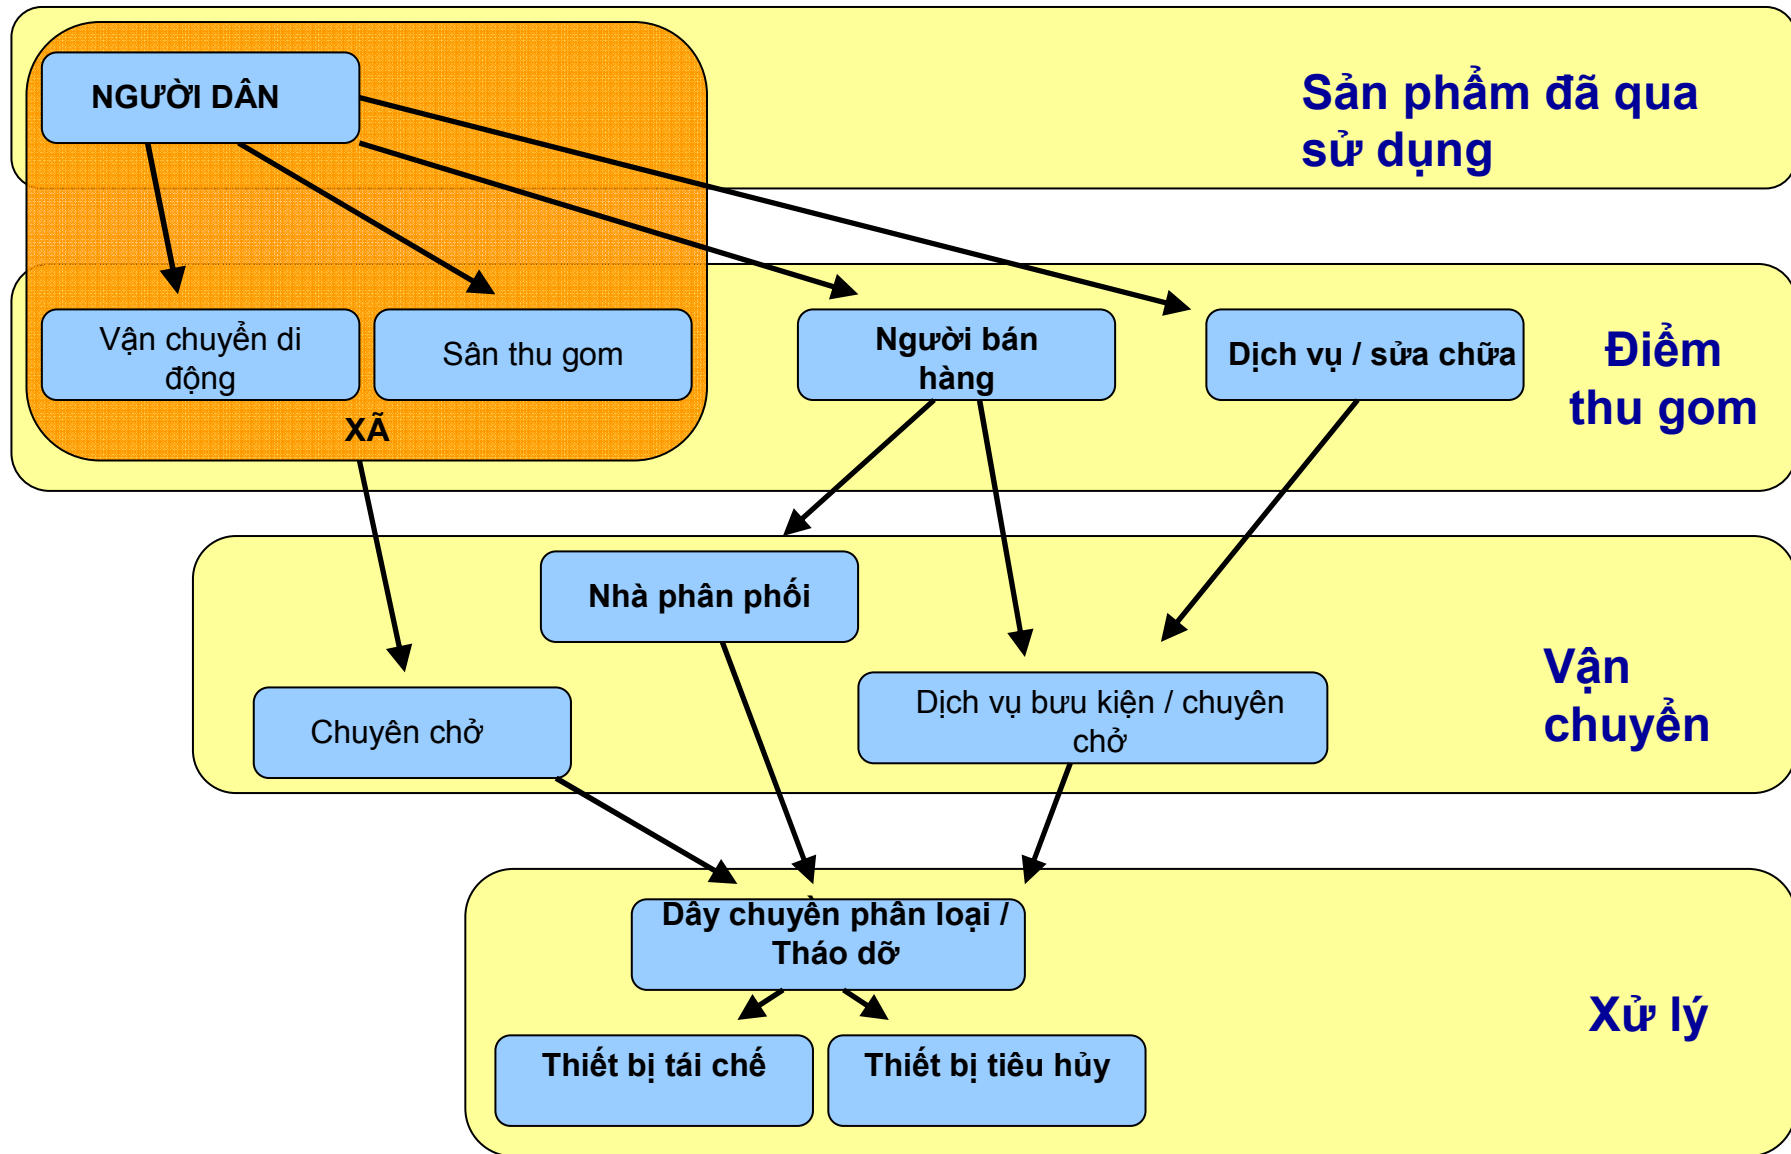 NGƯỜI DÂN
Sản phẩm đã qua
sử dụng
Vận chuyển di
động
Sân thu gom
Người bán
hàng
Dịch vụ / sửa chữa
Điểm
thu gom
XÃ
Nhà phân phối
Chuyên chở
Dịch vụ bưu kiện / chuyên
chở
Vận
chuyển
Dây chuyền phân loại /
Tháo dỡ
Thiết bị tái chế
Thiết bị tiêu hủy
Xử lý